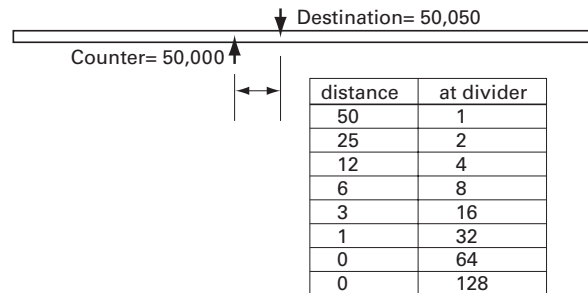 Destination= 50,050
Counter= 50,000
distance at divider
50 1
25 2
12 4
6 8
3 16
1 32
0 64
0 128